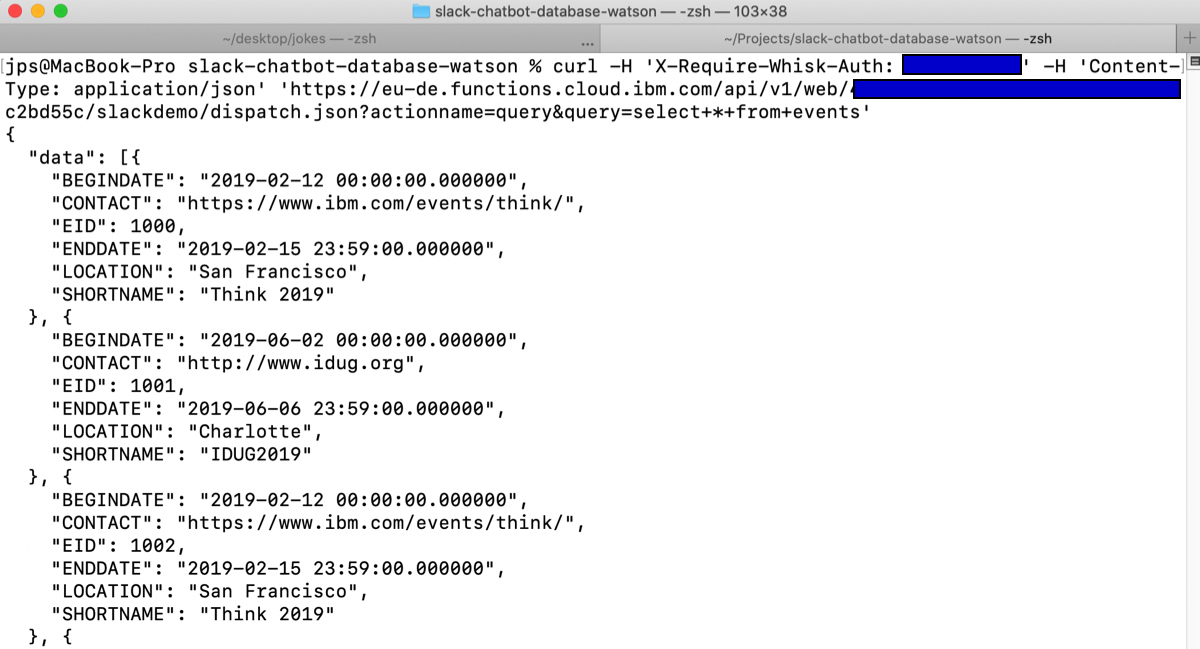 slack-chatbot-database-watson — -zsh — 103×38
~/desktop/jokes — -zsh ... ~/Projects/slack-chatbot-database-watson — -zsh +
[jps@MacBook-Pro slack-chatbot-database-watson % curl -H 'X-Require-Whisk-Auth: ' -H 'Content-]
Type: application/json' 'https://eu-de.functions.cloud.ibm.com/api/v1/web/
c2bd55c/slackdemo/dispatch.json?actionname=query&query=select+*+from+events'
{
  "data": [{
    "BEGINDATE": "2019-02-12 00:00:00.000000",
    "CONTACT": "https://www.ibm.com/events/think/",
    "EID": 1000,
    "ENDDATE": "2019-02-15 23:59:00.000000",
    "LOCATION": "San Francisco",
    "SHORTNAME": "Think 2019"
  }, {
    "BEGINDATE": "2019-06-02 00:00:00.000000",
    "CONTACT": "http://www.idug.org",
    "EID": 1001,
    "ENDDATE": "2019-06-06 23:59:00.000000",
    "LOCATION": "Charlotte",
    "SHORTNAME": "IDUG2019"
  }, {
    "BEGINDATE": "2019-02-12 00:00:00.000000",
    "CONTACT": "https://www.ibm.com/events/think/",
    "EID": 1002,
    "ENDDATE": "2019-02-15 23:59:00.000000",
    "LOCATION": "San Francisco",
    "SHORTNAME": "Think 2019"
  }, {